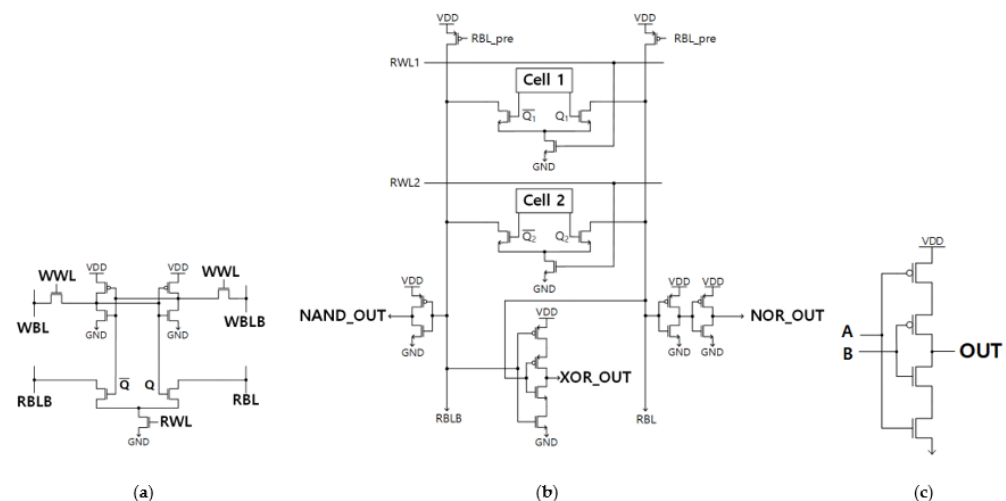 VDD
VDD
WWL
WWL
GND
GND
WBL
WBLB
Q̅
Q
RBLB
RBL
RWL
GND
(a)
VDD
VDD
RBL_pre
RBL_pre
RWL1
Cell 1
Q̅₁
Q₁
GND
RWL2
Cell 2
Q̅₂
Q₂
GND
VDD
VDD
VDD
NAND_OUT
NOR_OUT
GND
GND
GND
VDD
XOR_OUT
GND
RBLB
RBL
(b)
VDD
A
B
OUT
(c)